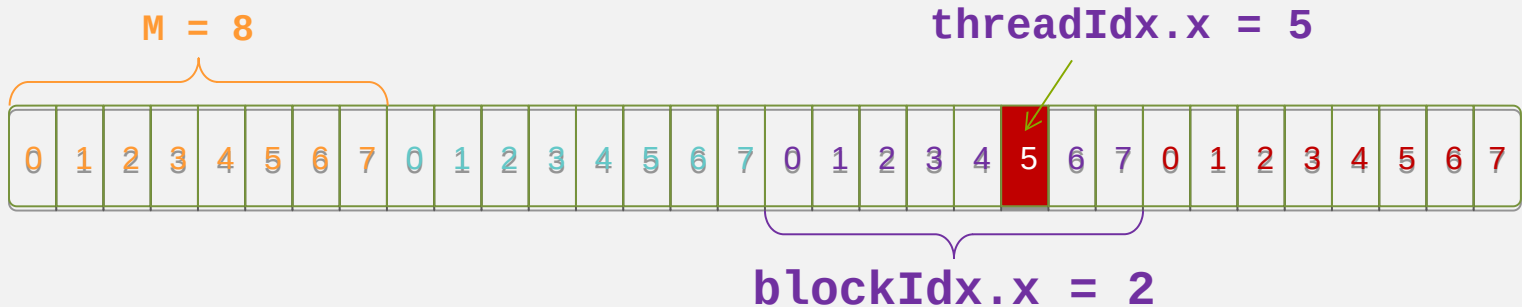 M = 8
threadIdx.x = 5
0 1 2 3 4 5 6 7 0 1 2 3 4 5 6 7 0 1 2 3 4 5 6 7 0 1 2 3 4 5 6 7
blockIdx.x = 2